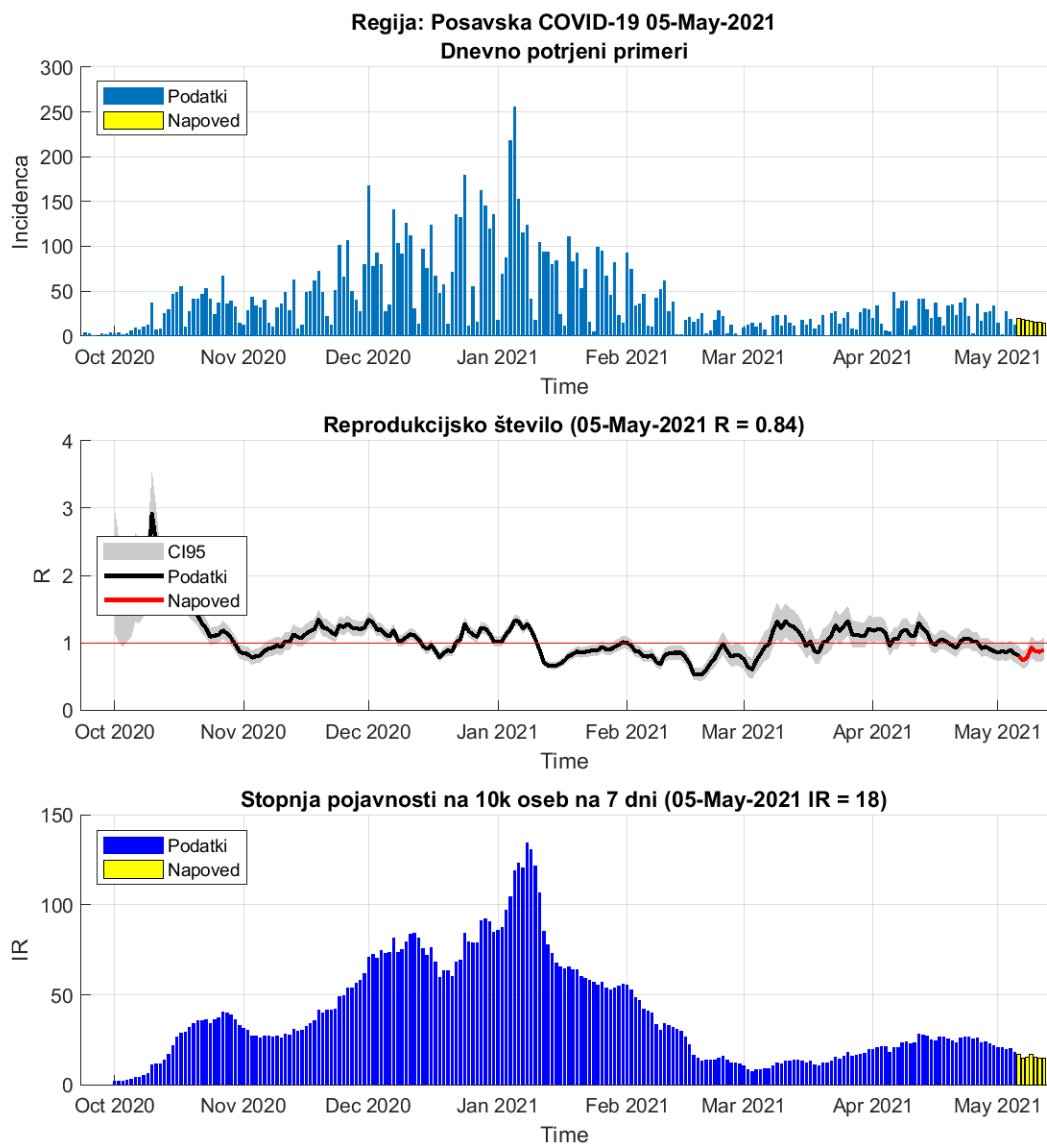 Regija: Posavska COVID-19 05-May-2021
Dnevno potrjeni primeri
300
250
200
150
100
50
0
Incidenca
Podatki
Napoved
Oct 2020 Nov 2020 Dec 2020 Jan 2021 Feb 2021 Mar 2021 Apr 2021 May 2021
Time
Reprodukcijsko število (05-May-2021 R = 0.84)
4
3
2
1
0
R
CI95
Podatki
Napoved
Oct 2020 Nov 2020 Dec 2020 Jan 2021 Feb 2021 Mar 2021 Apr 2021 May 2021
Time
Stopnja pojavnosti na 10k oseb na 7 dni (05-May-2021 IR = 18)
150
100
50
0
IR
Podatki
Napoved
Oct 2020 Nov 2020 Dec 2020 Jan 2021 Feb 2021 Mar 2021 Apr 2021 May 2021
Time